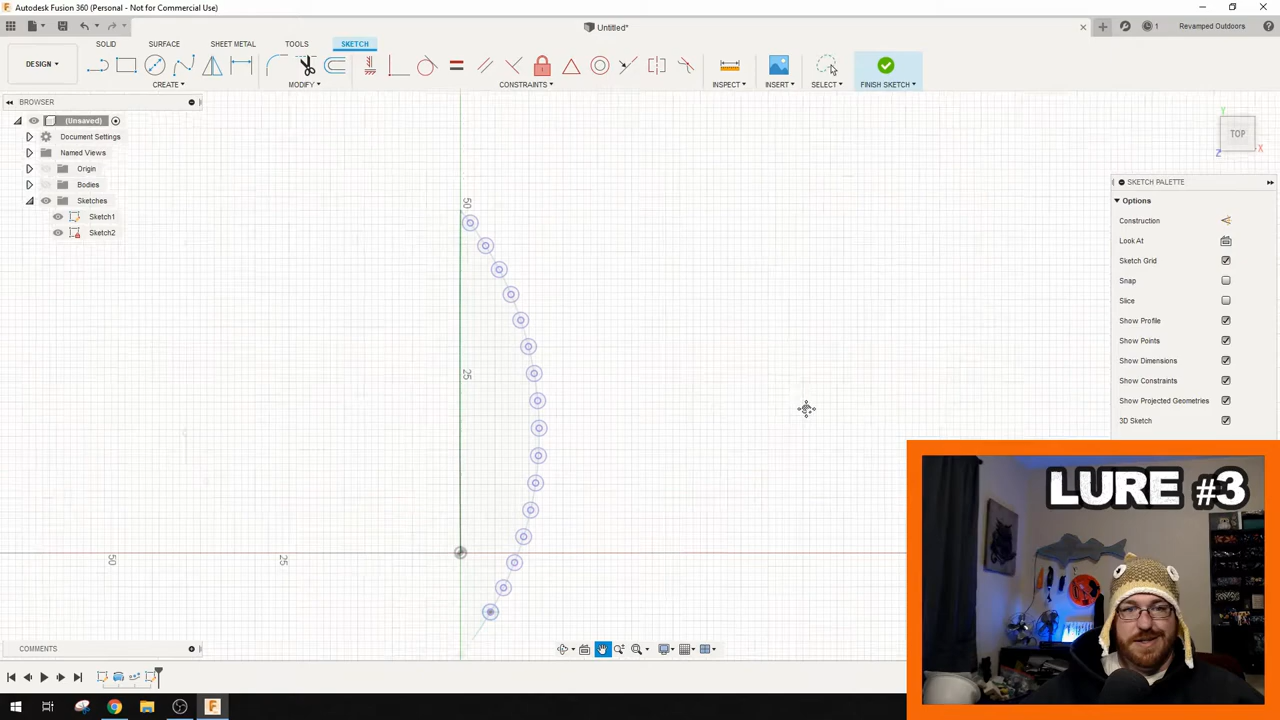 Autodesk Fusion 360 (Personal - Not for Commercial Use)
Untitled*
1
Revamped Outdoors
DESIGN
SOLID
SURFACE
SHEET METAL
TOOLS
SKETCH
CREATE
MODIFY
CONSTRAINTS
INSPECT
INSERT
SELECT
FINISH SKETCH
BROWSER
(Unsaved)
Document Settings
Named Views
Origin
Bodies
Sketches
Sketch1
Sketch2
50
25
50
25
Y
TOP
X
Z
SKETCH PALETTE
Options
Construction
Look At
Sketch Grid
Snap
Slice
Show Profile
Show Points
Show Dimensions
Show Constraints
Show Projected Geometries
3D Sketch
LURE #3
COMMENTS